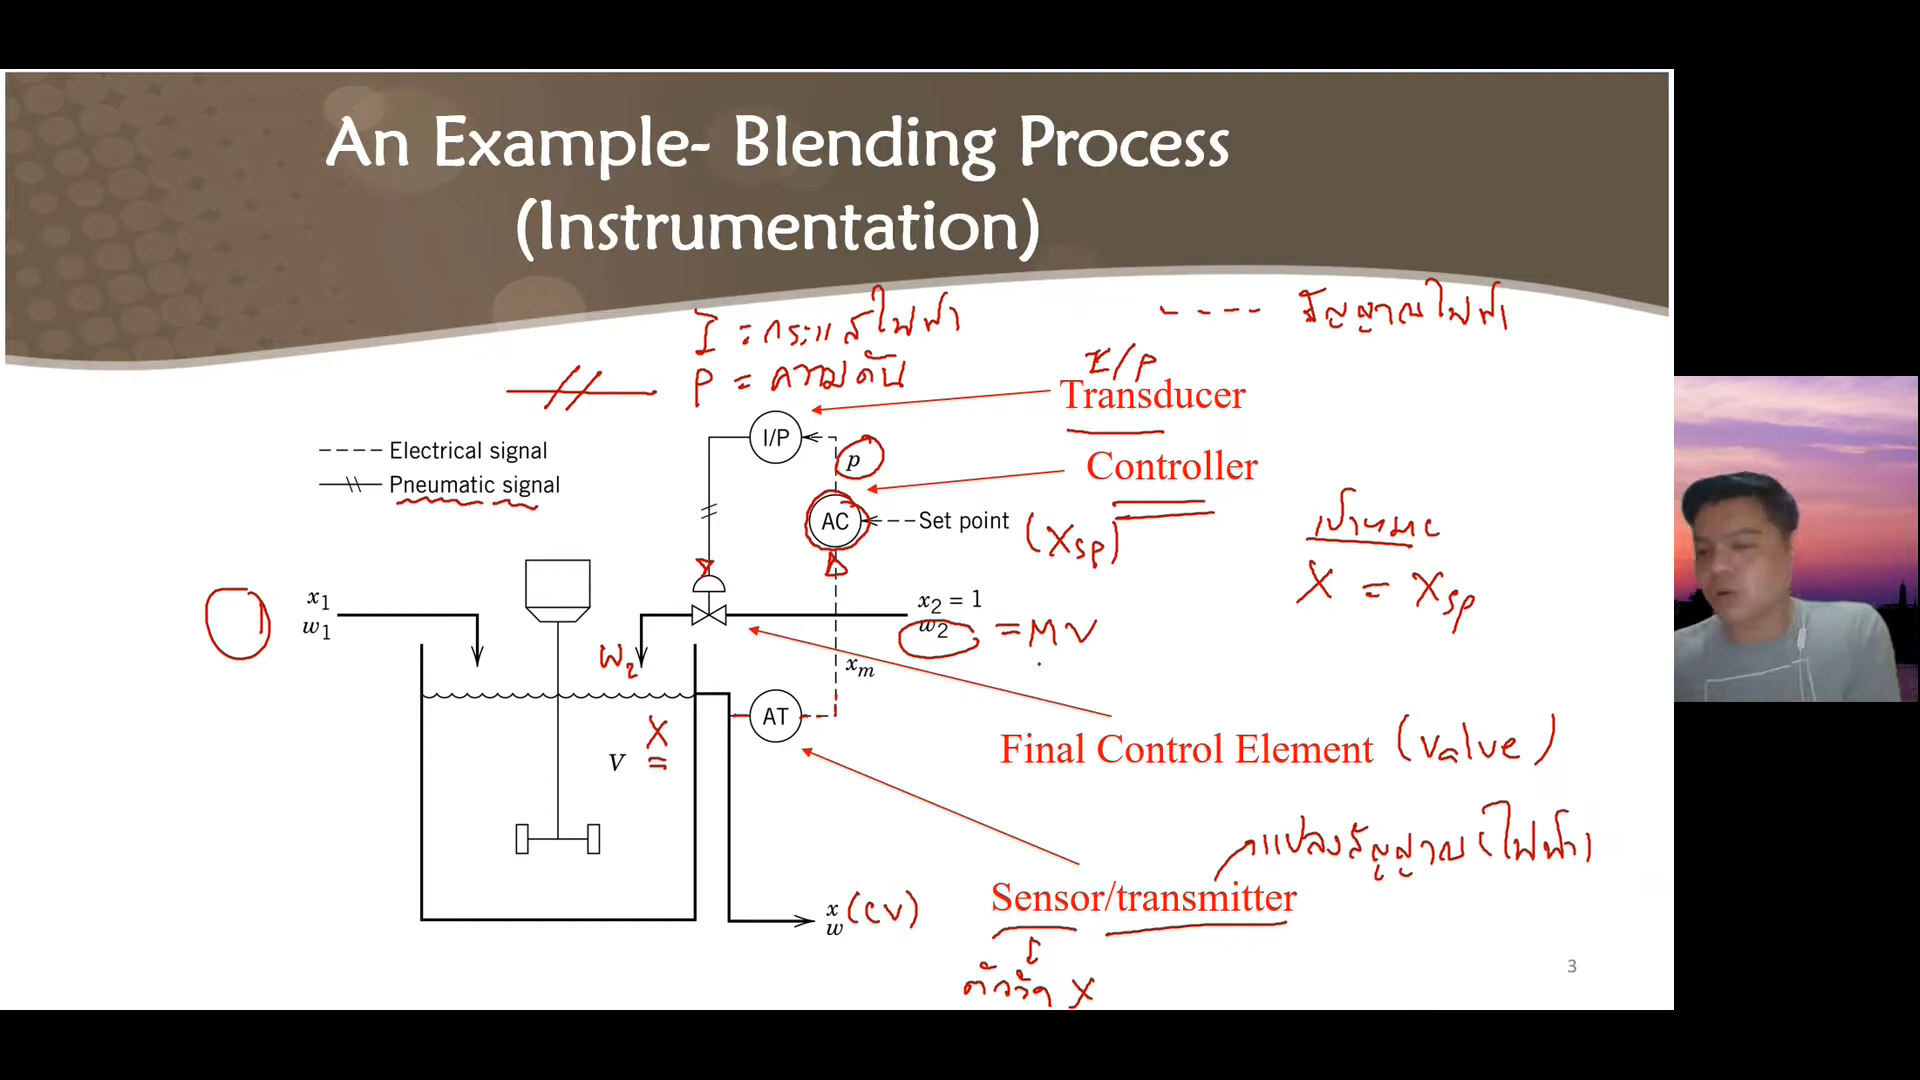 An Example- Blending Process
(Instrumentation)
I = กระแสไฟฟ้า
---- สัญญาณไฟฟ้า
P = ความดัน
I/P
Transducer
I/P
Electrical signal
Pneumatic signal
p
Controller
AC
Set point
(Xsp)
เป้าหมาย
X = Xsp
x1
w1
x2 = 1
w2
= MV
W2
xm
AT
X
V
Final Control Element (Valve)
แปลงสัญญาณ (ไฟฟ้า)
Sensor/transmitter
x (CV)
w
ตัววัด X
3